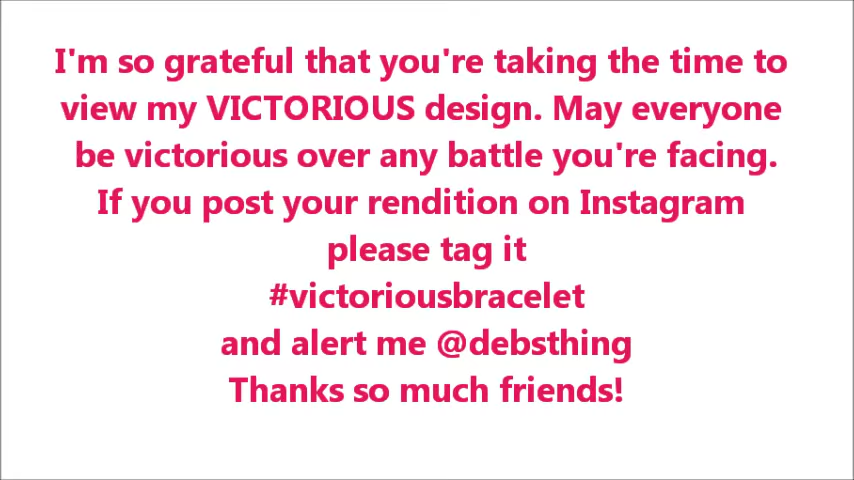 I'm so grateful that you're taking the time to
view my VICTORIOUS design. May everyone
be victorious over any battle you're facing.
If you post your rendition on Instagram
please tag it
#victoriousbracelet
and alert me @debsthing
Thanks so much friends!